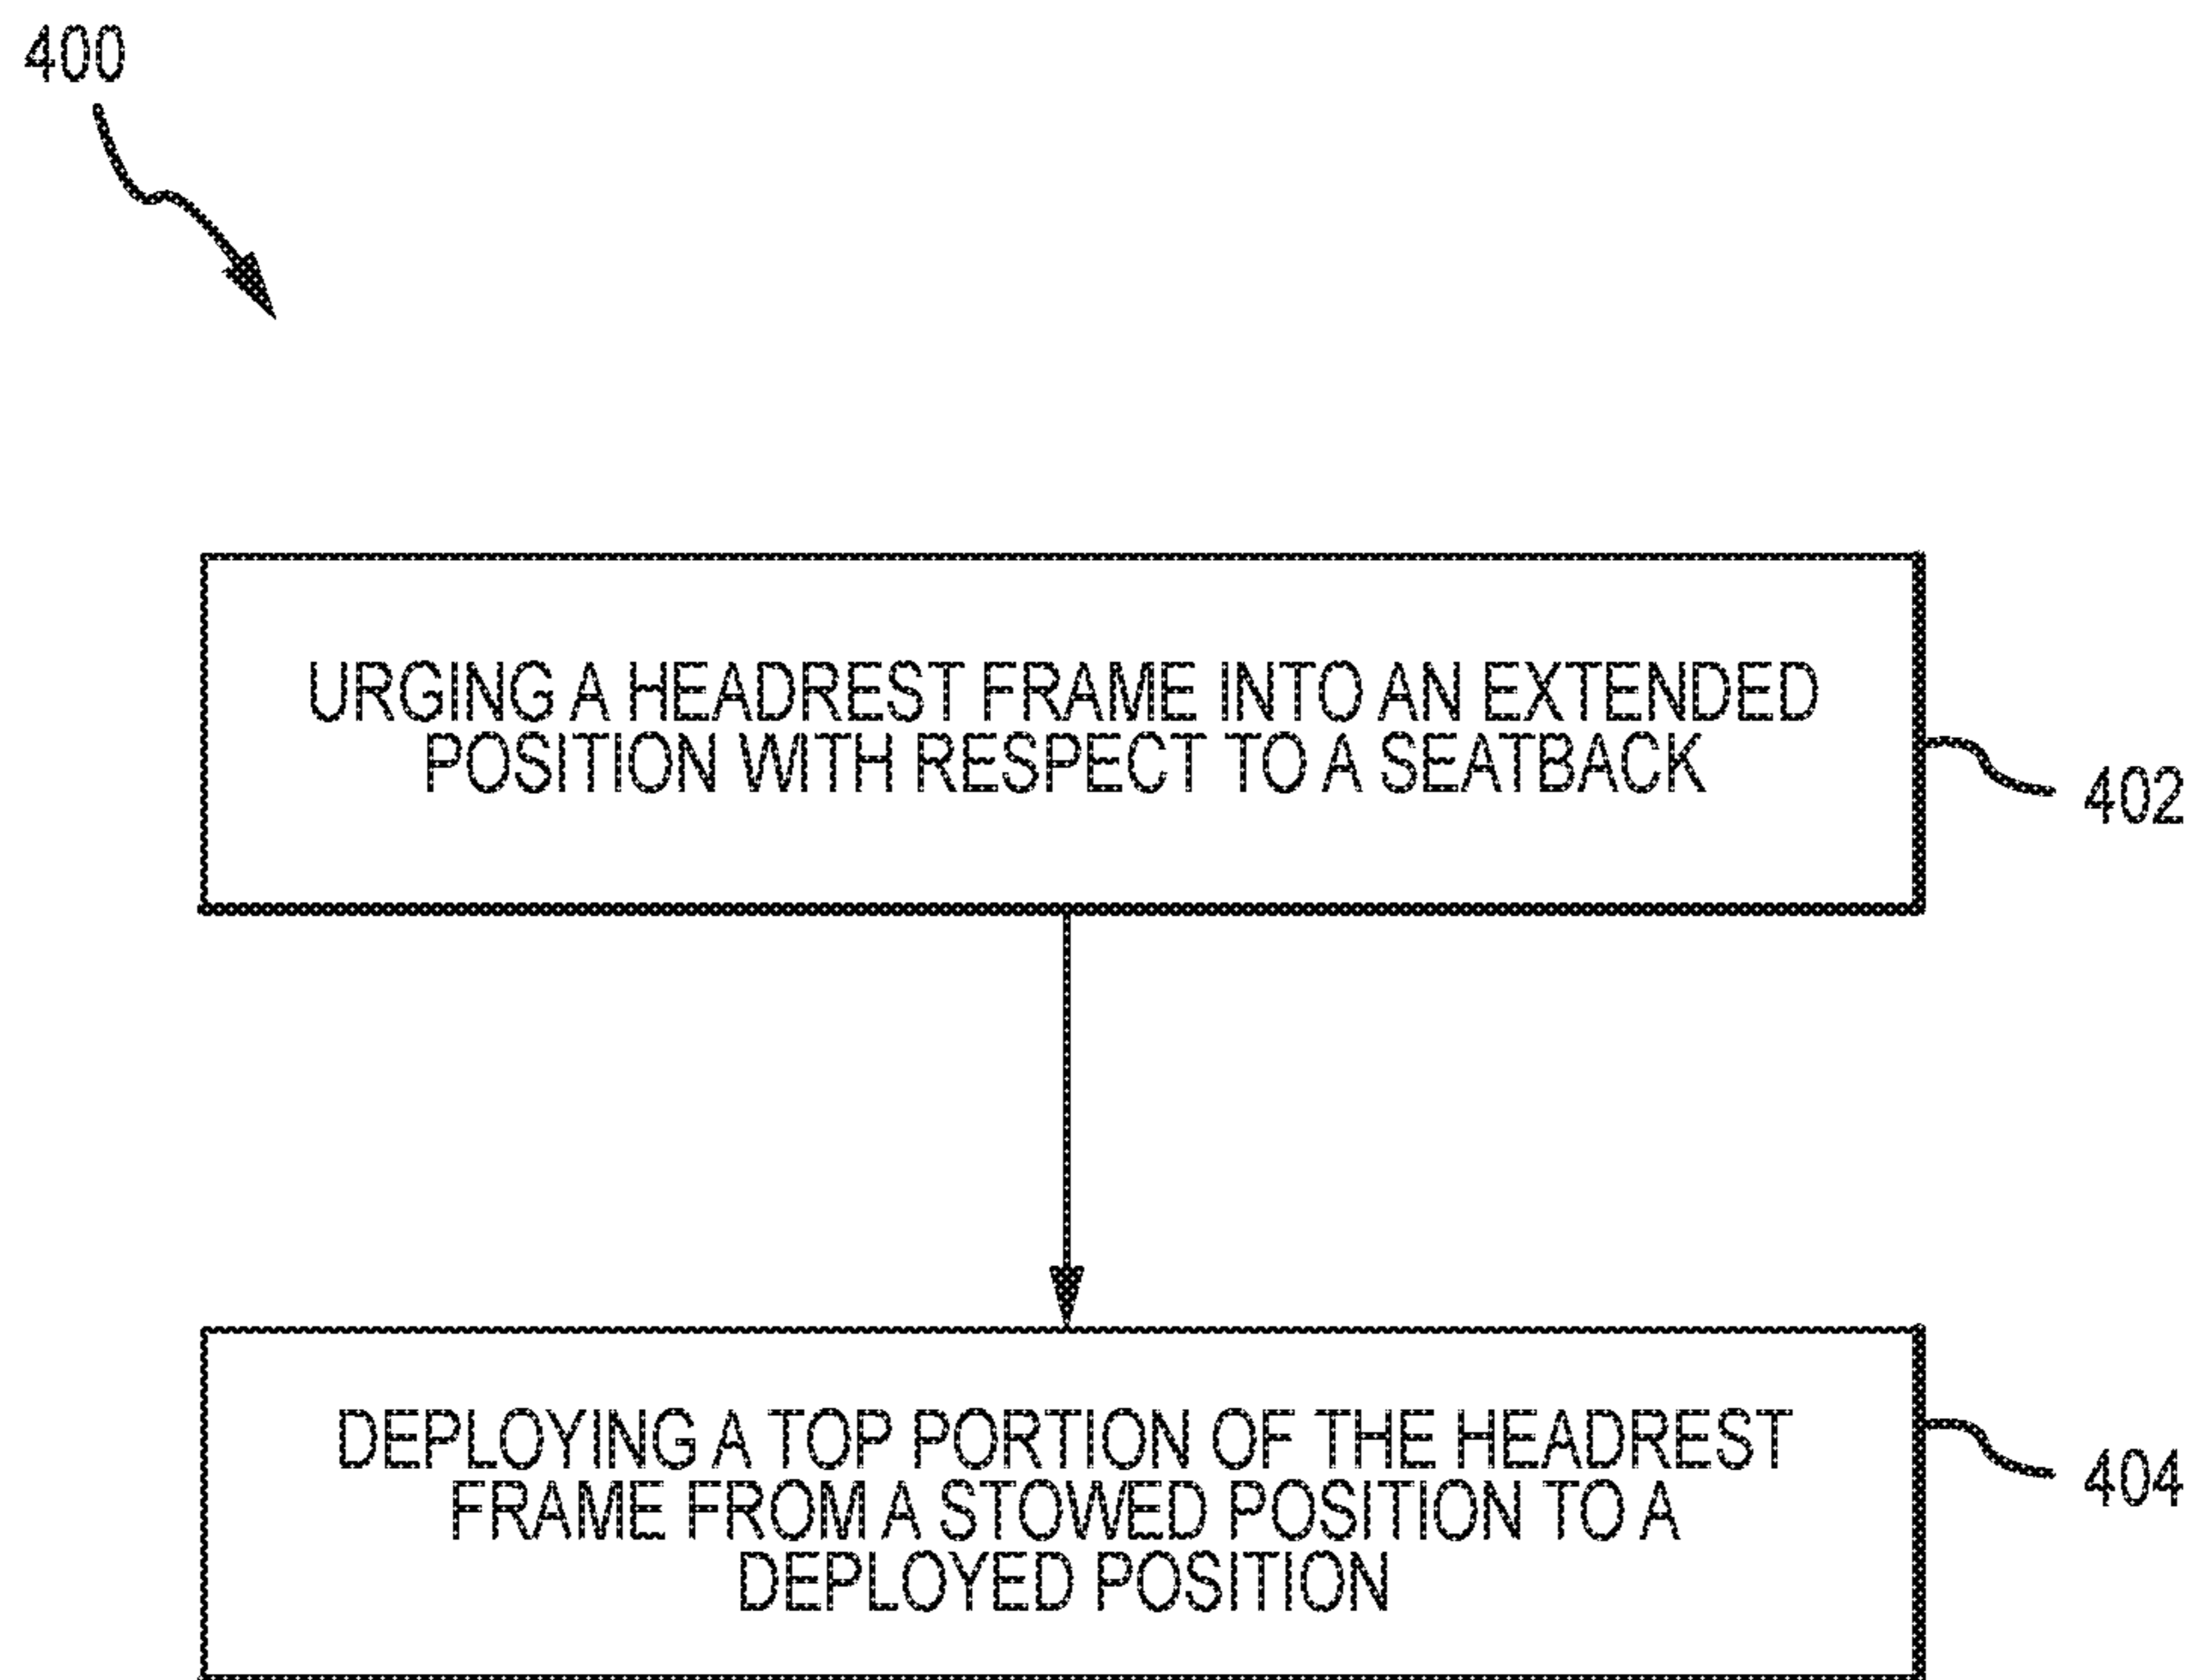 400
URGING A HEADREST FRAME INTO AN EXTENDED
POSITION WITH RESPECT TO A SEATBACK
402
DEPLOYING A TOP PORTION OF THE HEADREST
FRAME FROM A STOWED POSITION TO A
DEPLOYED POSITION
404